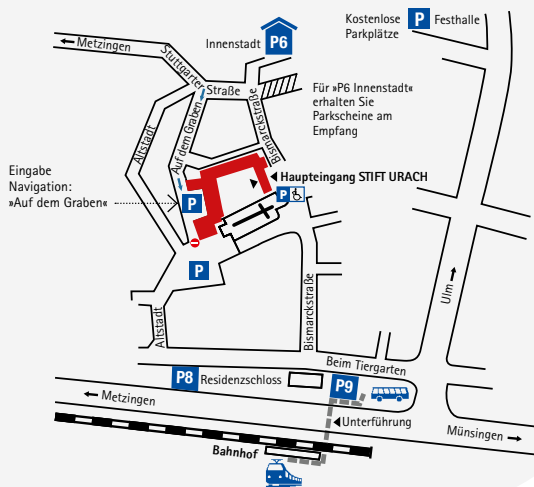 Metzingen
Stuttgarter
Straße
Innenstadt
P6
Kostenlose
Parkplätze
P
Festhalle
Für »P6 Innenstadt«
erhalten Sie
Parkscheine am
Empfang
Bismarckstraße
Altstadt
Auf dem Graben
Haupteingang STIFT URACH
P
Eingabe
Navigation:
»Auf dem Graben«
P
P
Altstadt
Bismarckstraße
Ulm
Beim Tiergarten
P8
Residenzschloss
P9
Metzingen
Unterführung
Münsingen
Bahnhof